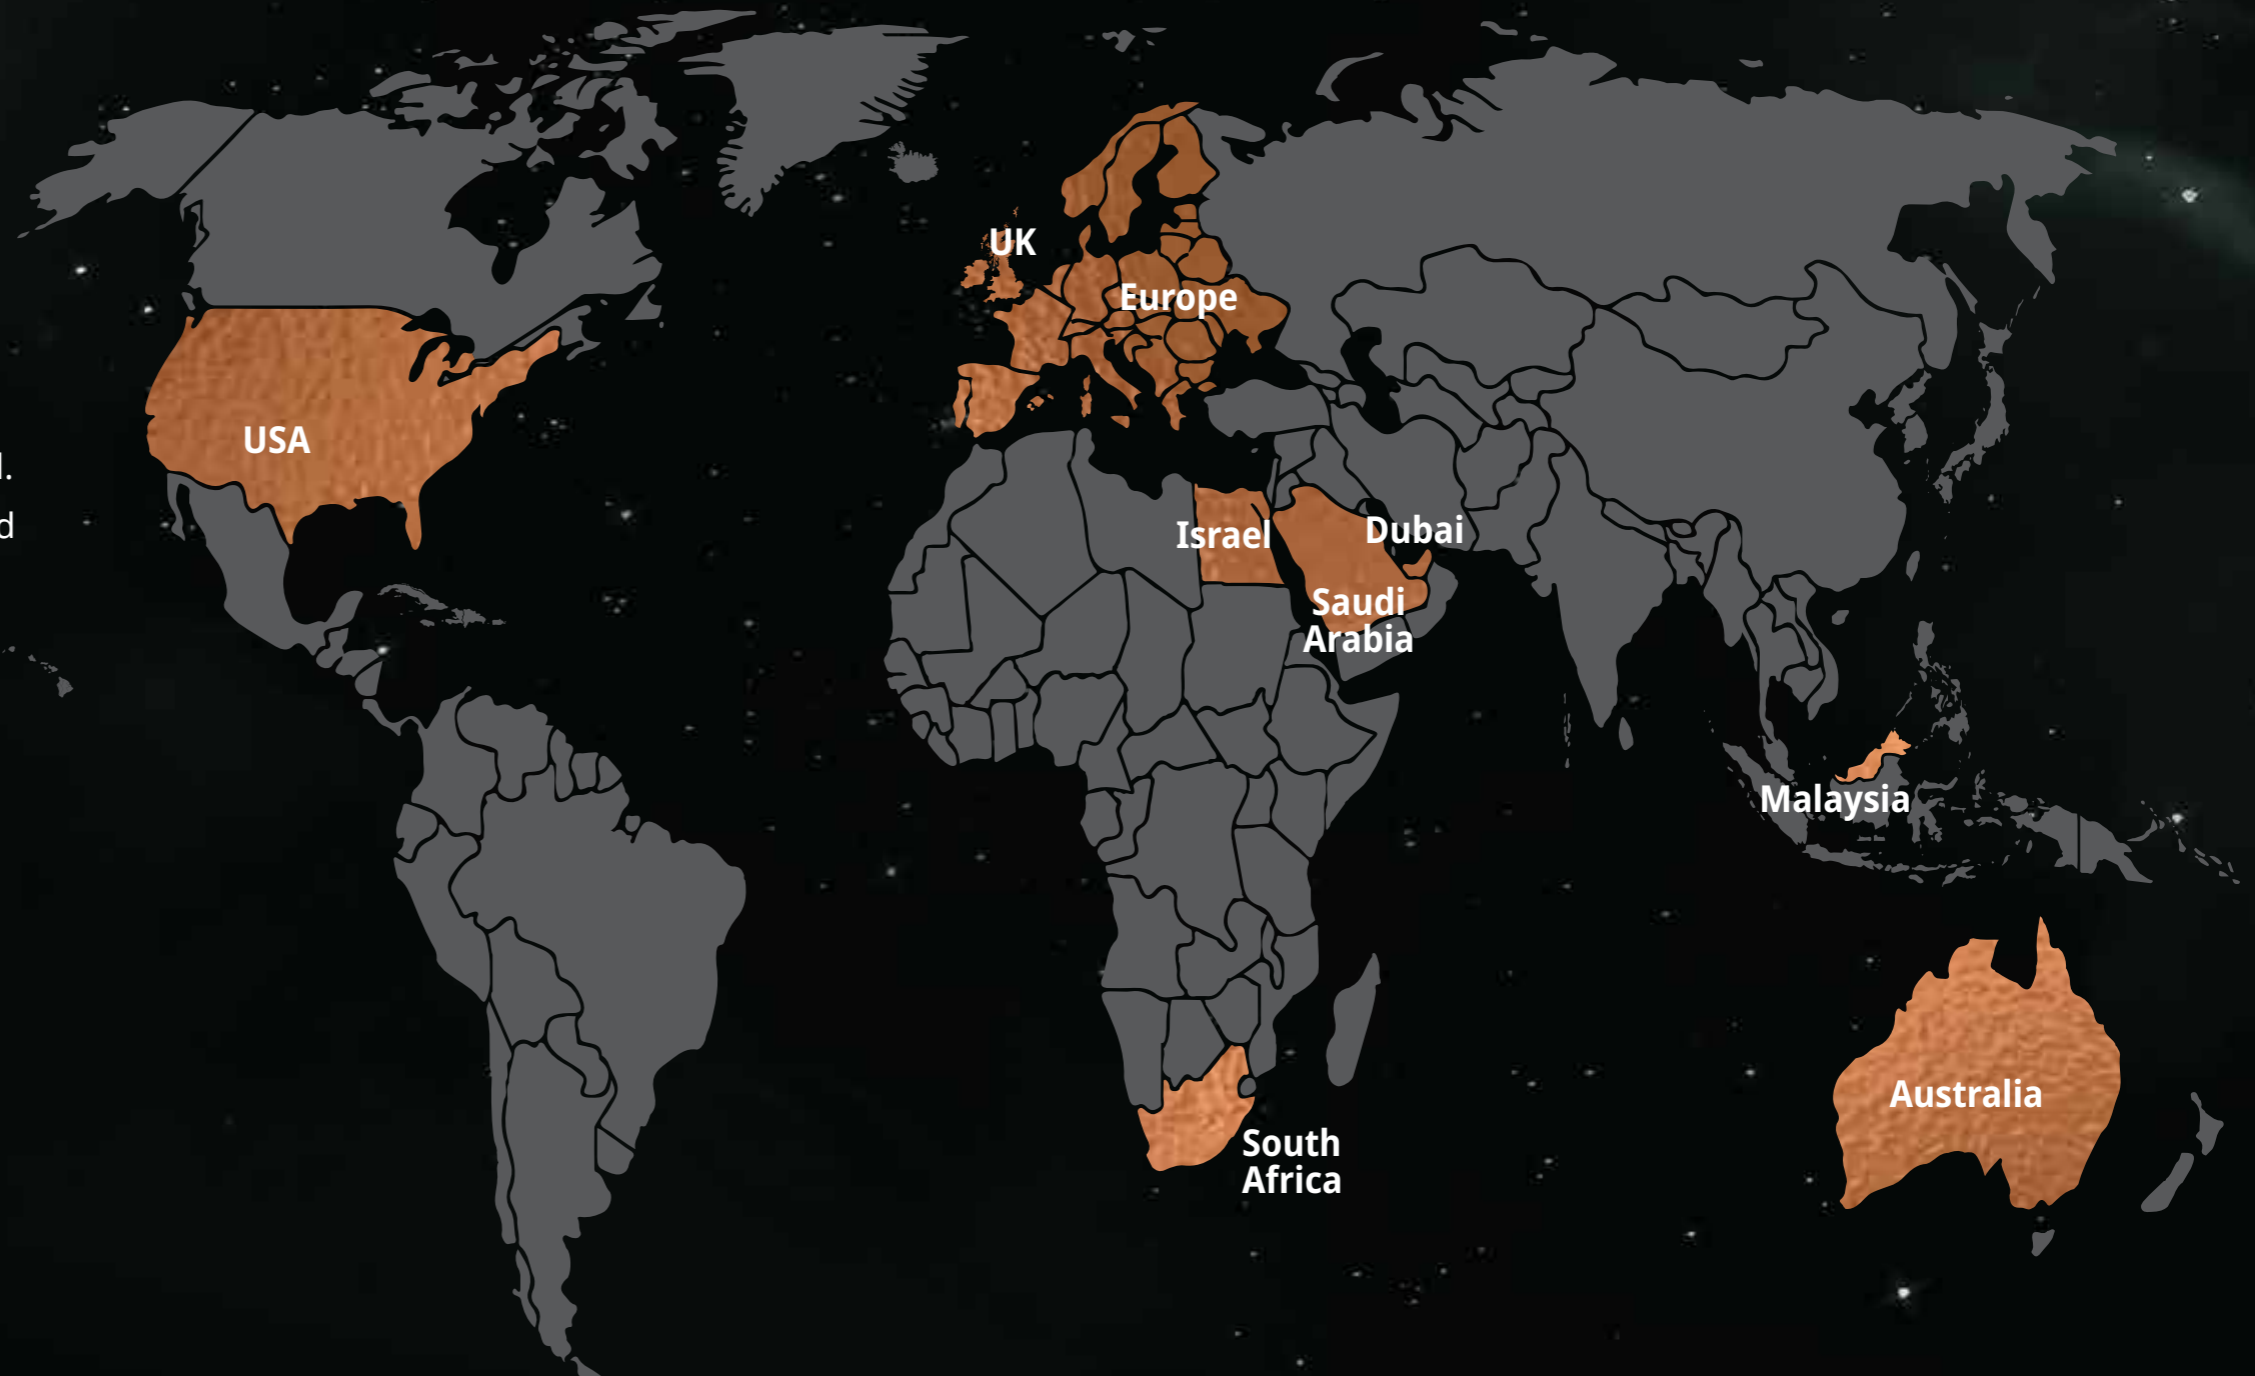 UK
Europe
USA
l.
d
Israel
Dubai
Saudi
Arabia
Malaysia
Australia
South
Africa